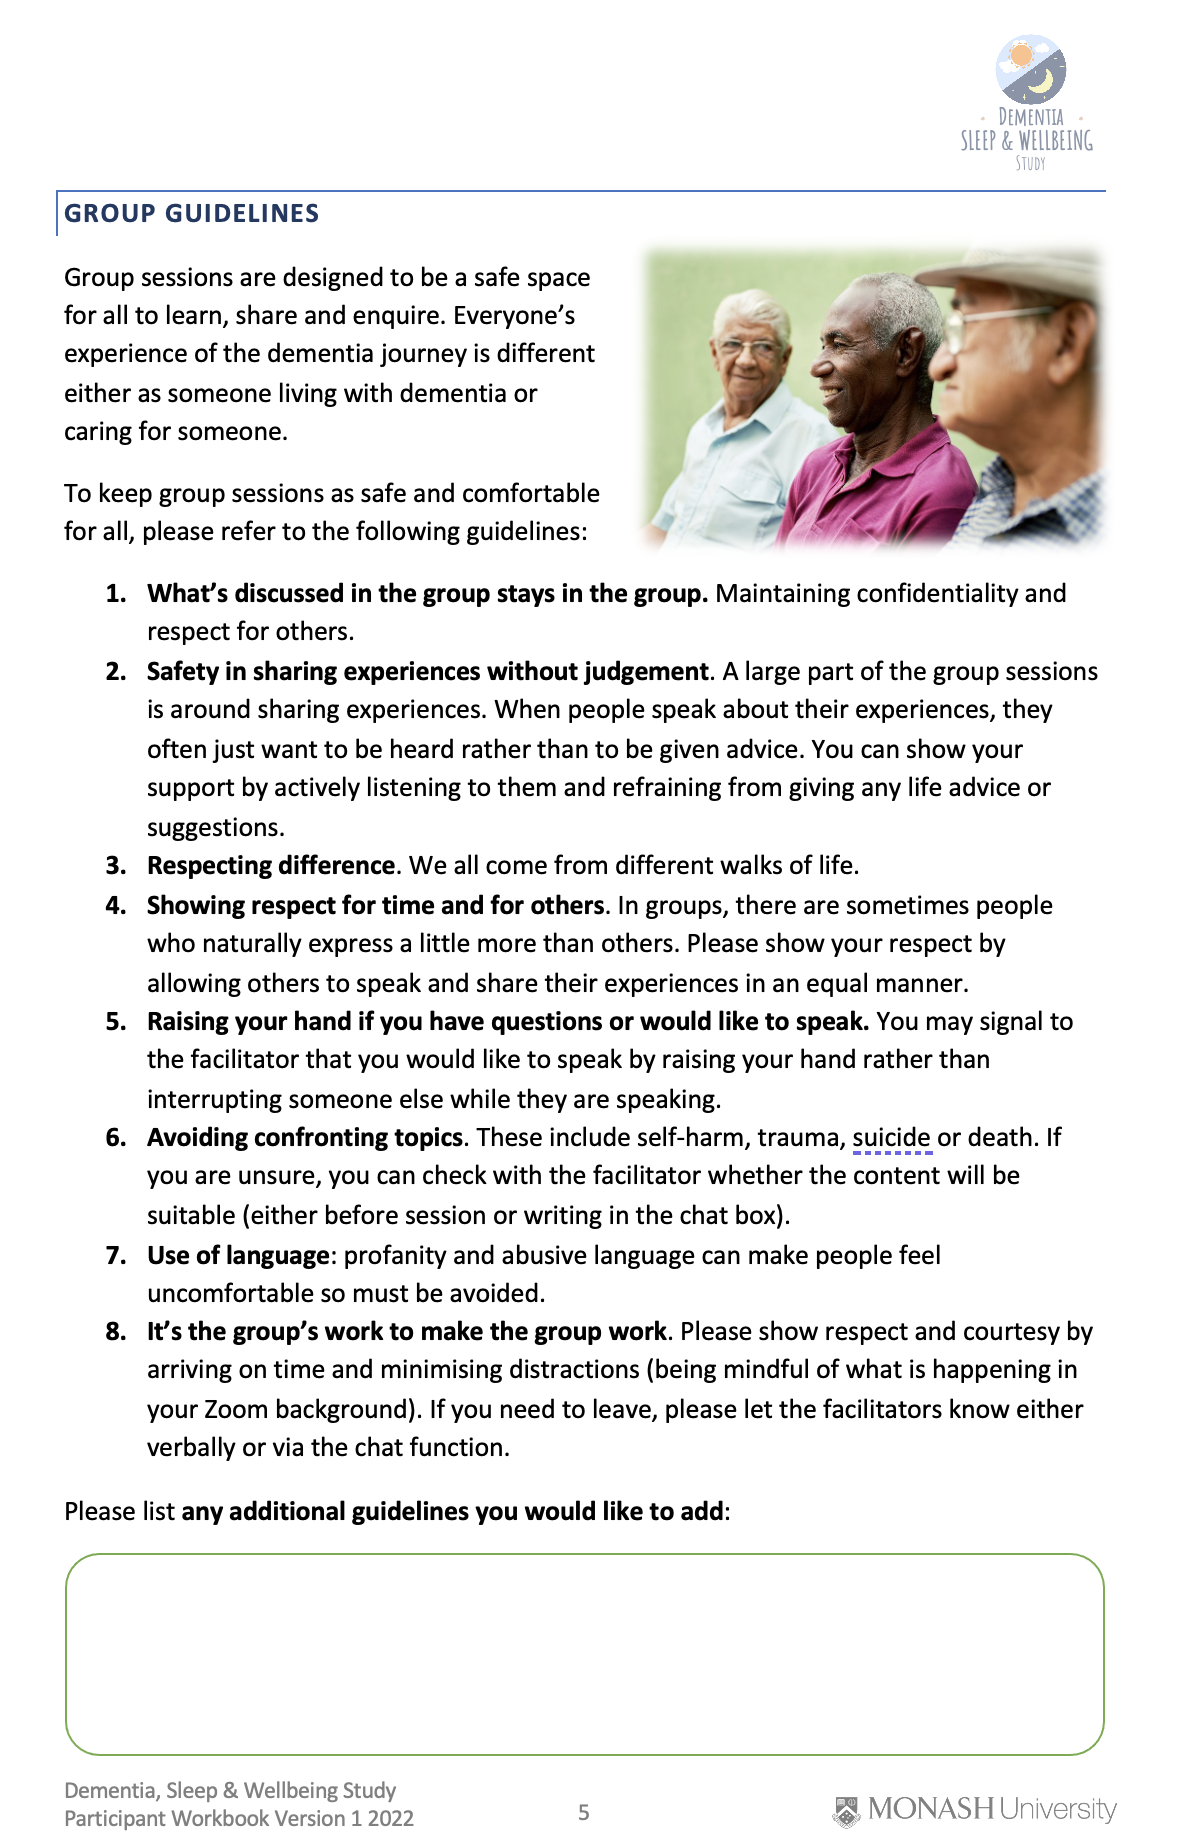 DEMENTIA
SLEEP & WELLBEING
STUDY
GROUP GUIDELINES
Group sessions are designed to be a safe space
for all to learn, share and enquire. Everyone’s
experience of the dementia journey is different
either as someone living with dementia or
caring for someone.
To keep group sessions as safe and comfortable
for all, please refer to the following guidelines:
1. What’s discussed in the group stays in the group. Maintaining confidentiality and
respect for others.
2. Safety in sharing experiences without judgement. A large part of the group sessions
is around sharing experiences. When people speak about their experiences, they
often just want to be heard rather than to be given advice. You can show your
support by actively listening to them and refraining from giving any life advice or
suggestions.
3. Respecting difference. We all come from different walks of life.
4. Showing respect for time and for others. In groups, there are sometimes people
who naturally express a little more than others. Please show your respect by
allowing others to speak and share their experiences in an equal manner.
5. Raising your hand if you have questions or would like to speak. You may signal to
the facilitator that you would like to speak by raising your hand rather than
interrupting someone else while they are speaking.
6. Avoiding confronting topics. These include self-harm, trauma, suicide or death. If
you are unsure, you can check with the facilitator whether the content will be
suitable (either before session or writing in the chat box).
7. Use of language: profanity and abusive language can make people feel
uncomfortable so must be avoided.
8. It’s the group’s work to make the group work. Please show respect and courtesy by
arriving on time and minimising distractions (being mindful of what is happening in
your Zoom background). If you need to leave, please let the facilitators know either
verbally or via the chat function.
Please list any additional guidelines you would like to add:
Dementia, Sleep & Wellbeing Study
Participant Workbook Version 1 2022
5
MONASH University